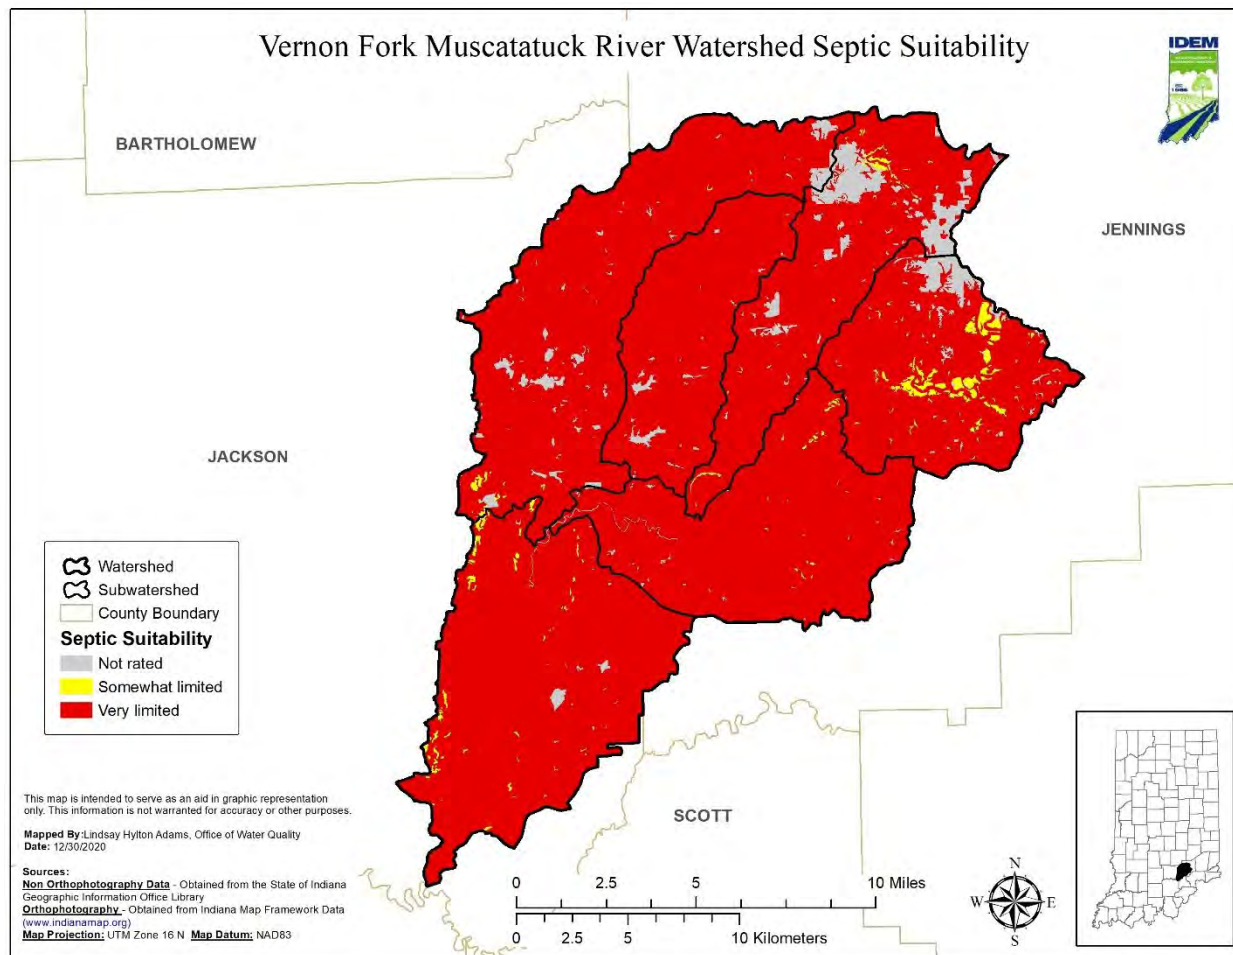 Vernon Fork Muscatatuck River Watershed Septic Suitability
IDEM
BARTHOLOMEW
JENNINGS
JACKSON
Watershed
Subwatershed
County Boundary
Septic Suitability
Not rated
Somewhat limited
Very limited
SCOTT
This map is intended to serve as an aid in graphic representation
only. This information is not warranted for accuracy or other purposes.
Mapped By:Lindsay Hylton Adams, Office of Water Quality
Date: 12/30/2020
Sources:
Non Orthophotography Data - Obtained from the State of Indiana
Geographic Information Office Library
Orthophotography - Obtained from Indiana Map Framework Data
(www.indianamap.org)
Map Projection: UTM Zone 16 N Map Datum: NAD83
0 2.5 5 10 Miles
0 2.5 5 10 Kilometers
N
W E
S